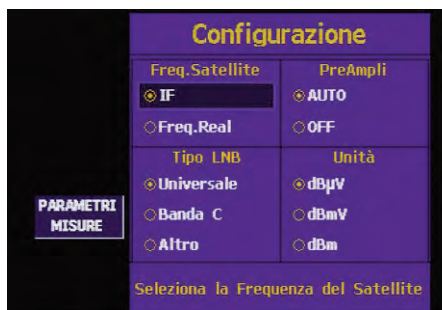 Configurazione
Freq.Satellite
IF
Freq.Real
PreAmpli
AUTO
OFF
Tipo LNB
Universale
Banda C
Altro
Unità
dBµV
dBmV
dBm
PARAMETRI
MISURE
Seleziona la Frequenza del Satellite